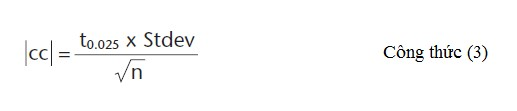 |cc| = t0.025 x Stdev / √n Công thức (3)